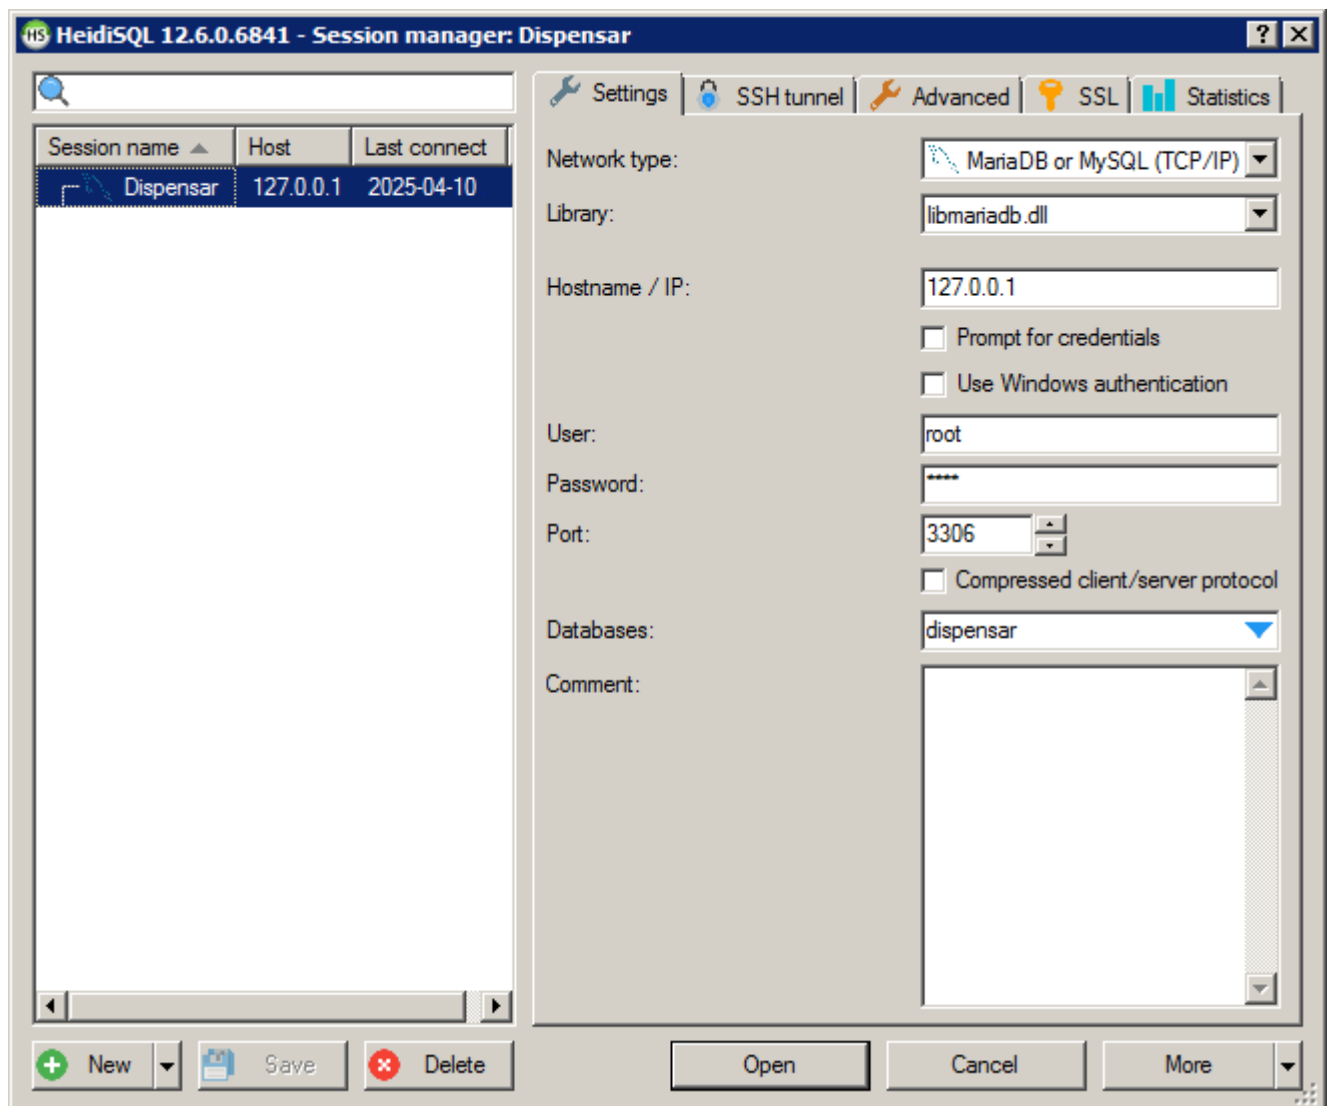 HeidiSQL 12.6.0.6841 - Session manager: Dispensar
Settings SSH tunnel Advanced SSL Statistics
Session name Host Last connect
Dispensar 127.0.0.1 2025-04-10
Network type: MariaDB or MySQL (TCP/IP)
Library: libmariadb.dll
Hostname / IP: 127.0.0.1
Prompt for credentials
Use Windows authentication
User: root
Password: ****
Port: 3306
Compressed client/server protocol
Databases: dispensar
Comment:
New Save Delete Open Cancel More